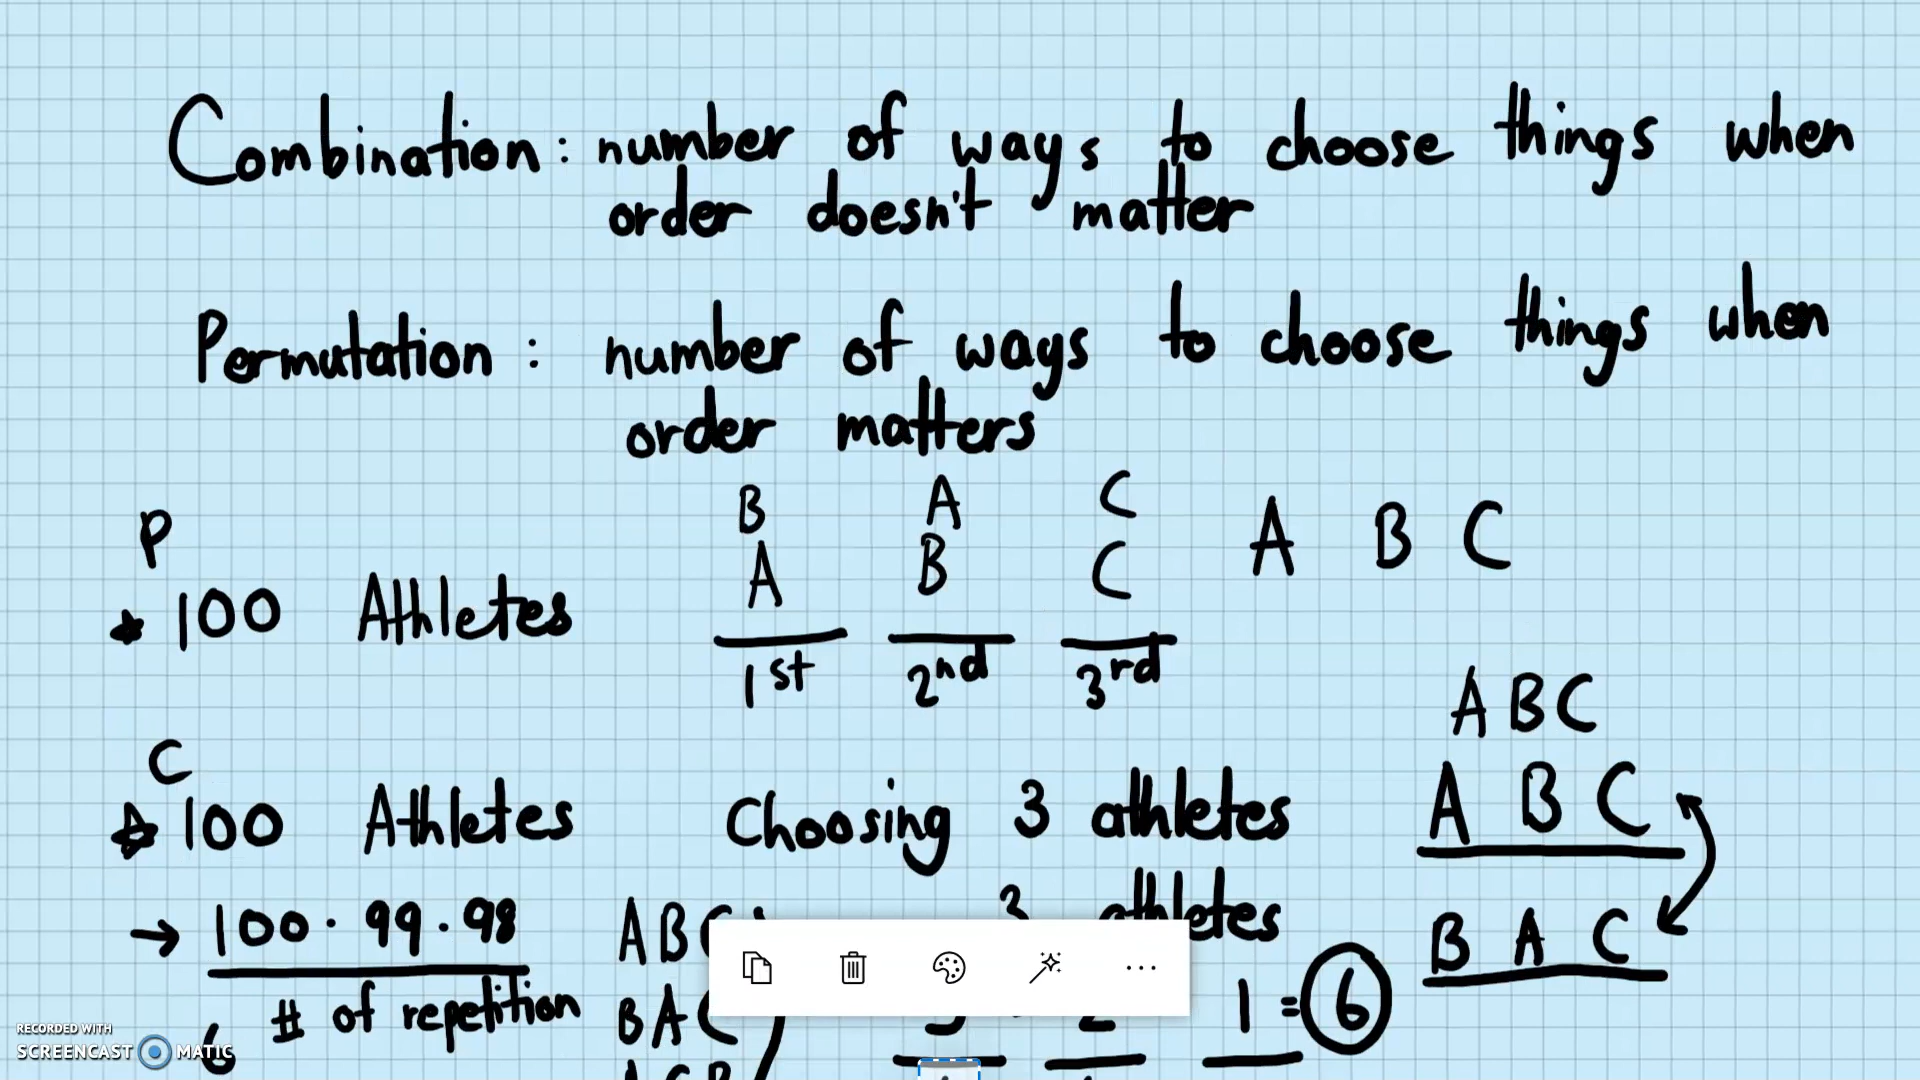 Combination: number of ways to choose things when
order doesn't matter
Permutation: number of ways to choose things when
order matters
B A C
P
A B C
A B C
100 Athletes
1st 2nd 3rd
A B C
C
100 Athletes Choosing 3 athletes
A B C
100 · 99 · 98
A B C
3 athletes
B A C
# of repetition
B A C
1 = 6
6
RECORDED WITH
SCREENCAST MATIC